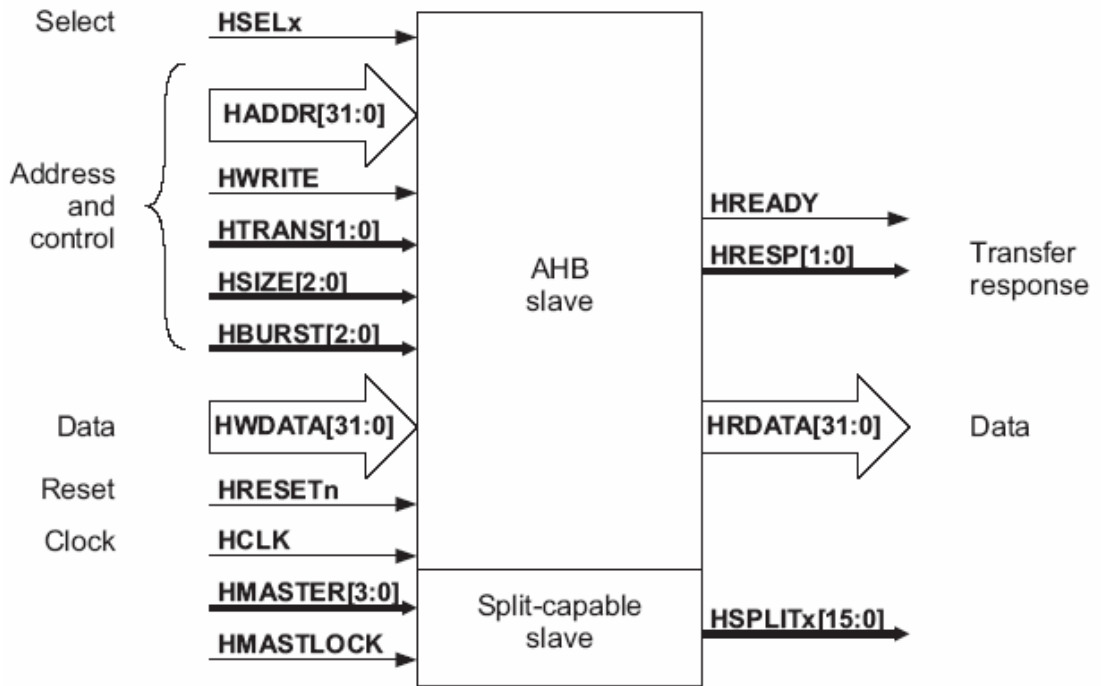 Select
HSELx
HADDR[31:0]
Address
and
control
HWRITE
HTRANS[1:0]
HSIZE[2:0]
HBURST[2:0]
Data
HWDATA[31:0]
Reset
HRESETn
Clock
HCLK
HMASTER[3:0]
HMASTLOCK
AHB
slave
Split-capable
slave
HREADY
HRESP[1:0]
Transfer
response
HRDATA[31:0]
Data
HSPLITx[15:0]